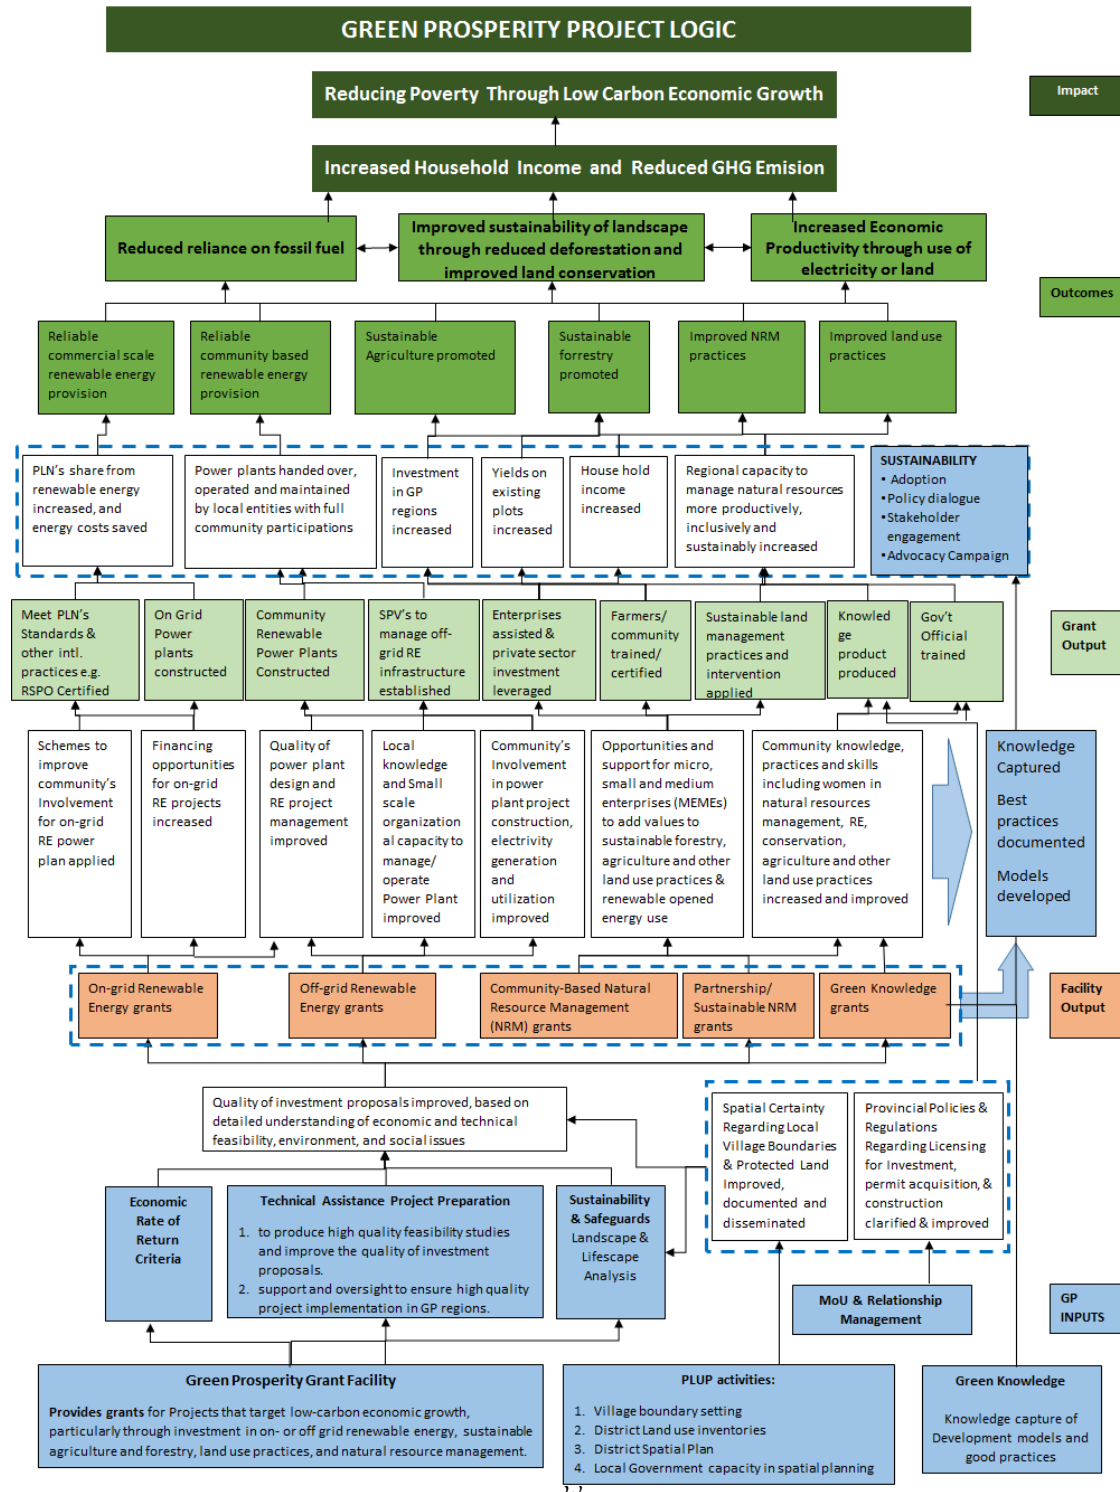 GREEN PROSPERITY PROJECT LOGIC
Reducing Poverty Through Low Carbon Economic Growth
Impact
Increased Household Income and Reduced GHG Emision
Reduced reliance on fossil fuel
Improved sustainability of landscape
through reduced deforestation and
improved land conservation
Increased Economic
Productivity through use of
electricity or land
Outcomes
Reliable
commercial scale
renewable energy
provision
Reliable
community based
renewable energy
provision
Sustainable
Agriculture promoted
Sustainable
forrestry
promoted
Improved NRM
practices
Improved land use
practices
PLN's share from
renewable energy
increased, and
energy costs saved
Power plants handed over,
operated and maintained
by local entities with full
community participations
Investment
in GP
regions
increased
Yields on
existing
plots
increased
House hold
income
increased
Regional capacity to
manage natural resources
more productively,
inclusively and
sustainably increased
SUSTAINABILITY
• Adoption
• Policy dialogue
• Stakeholder
engagement
• Advocacy Campaign
Meet PLN's
Standards &
other intl.
practices e.g.
RSPO Certified
On Grid
Power
plants
constructed
Community
Renewable
Power Plants
Constructed
SPV's to
manage off-
grid RE
infrastructure
established
Enterprises
assisted &
private sector
investment
leveraged
Farmers/
community
trained/
certified
Sustainable land
management
practices and
intervention
applied
Knowled
ge
product
produced
Gov't
Official
trained
Grant
Output
Schemes to
improve
community's
Involvement
for on-grid
RE power
plan applied
Financing
opportunities
for on-grid
RE projects
increased
Quality of
power plant
design and
RE project
management
improved
Local
knowledge
and Small
scale
organization
al capacity to
manage/
operate
Power Plant
improved
Community's
Involvement
in power
plant project
construction,
electricity
generation
and
utilization
improved
Opportunities and
support for micro,
small and medium
enterprises (MEMEs)
to add values to
sustainable forestry,
agriculture and other
land use practices &
renewable opened
energy use
Community knowledge,
practices and skills
including women in
natural resources
management, RE,
conservation,
agriculture and other
land use practices
increased and improved
Knowledge
Captured
Best
practices
documented
Models
developed
On-grid Renewable
Energy grants
Off-grid Renewable
Energy grants
Community-Based Natural
Resource Management
(NRM) grants
Partnership/
Sustainable NRM
grants
Green Knowledge
grants
Facility
Output
Quality of investment proposals improved, based on
detailed understanding of economic and technical
feasibility, environment, and social issues
Spatial Certainty
Regarding Local
Village Boundaries
& Protected Land
Improved,
documented and
disseminated
Provincial Policies &
Regulations
Regarding Licensing
for Investment,
permit acquisition, &
construction
clarified & improved
Economic
Rate of
Return
Criteria
Technical Assistance Project Preparation
1. to produce high quality feasibility studies
and improve the quality of investment
proposals.
2. support and oversight to ensure high quality
project implementation in GP regions.
Sustainability
& Safeguards
Landscape &
Lifescape
Analysis
MoU & Relationship
Management
GP
INPUTS
Green Prosperity Grant Facility
Provides grants for Projects that target low-carbon economic growth,
particularly through investment in on- or off grid renewable energy, sustainable
agriculture and forestry, land use practices, and natural resource management.
PLUP activities:
1. Village boundary setting
2. District Land use inventories
3. District Spatial Plan
4. Local Government capacity in spatial planning
Green Knowledge
Knowledge capture of
Development models and
good practices